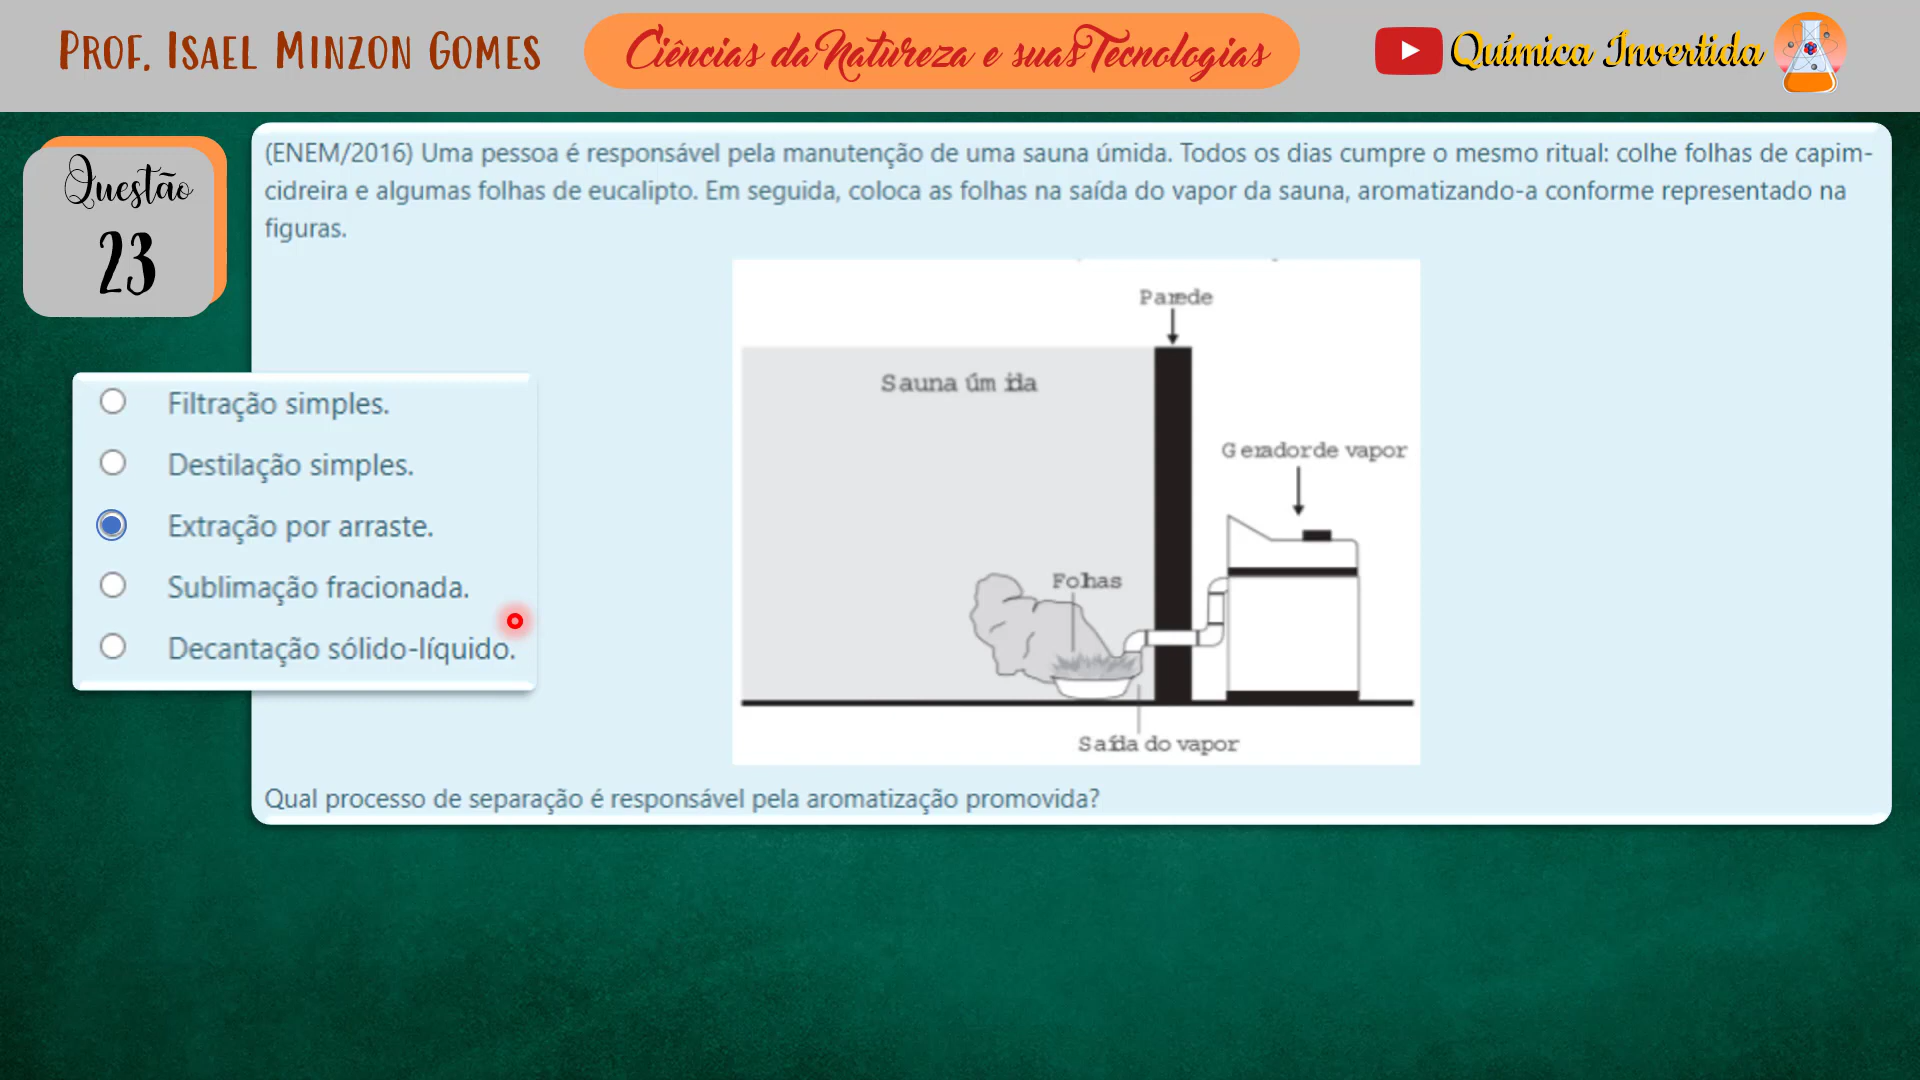 PROF. ISAEL MINZON GOMES
Ciências da Natureza e suas Tecnologias
Química Invertida
Questão
23
(ENEM/2016) Uma pessoa é responsável pela manutenção de uma sauna úmida. Todos os dias cumpre o mesmo ritual: colhe folhas de capim-
cidreira e algumas folhas de eucalipto. Em seguida, coloca as folhas na saída do vapor da sauna, aromatizando-a conforme representado na
figuras.
Parede
Sauna úmida
Gerador de vapor
Folhas
Saída do vapor
Filtração simples.
Destilação simples.
Extração por arraste.
Sublimação fracionada.
Decantação sólido-líquido.
Qual processo de separação é responsável pela aromatização promovida?